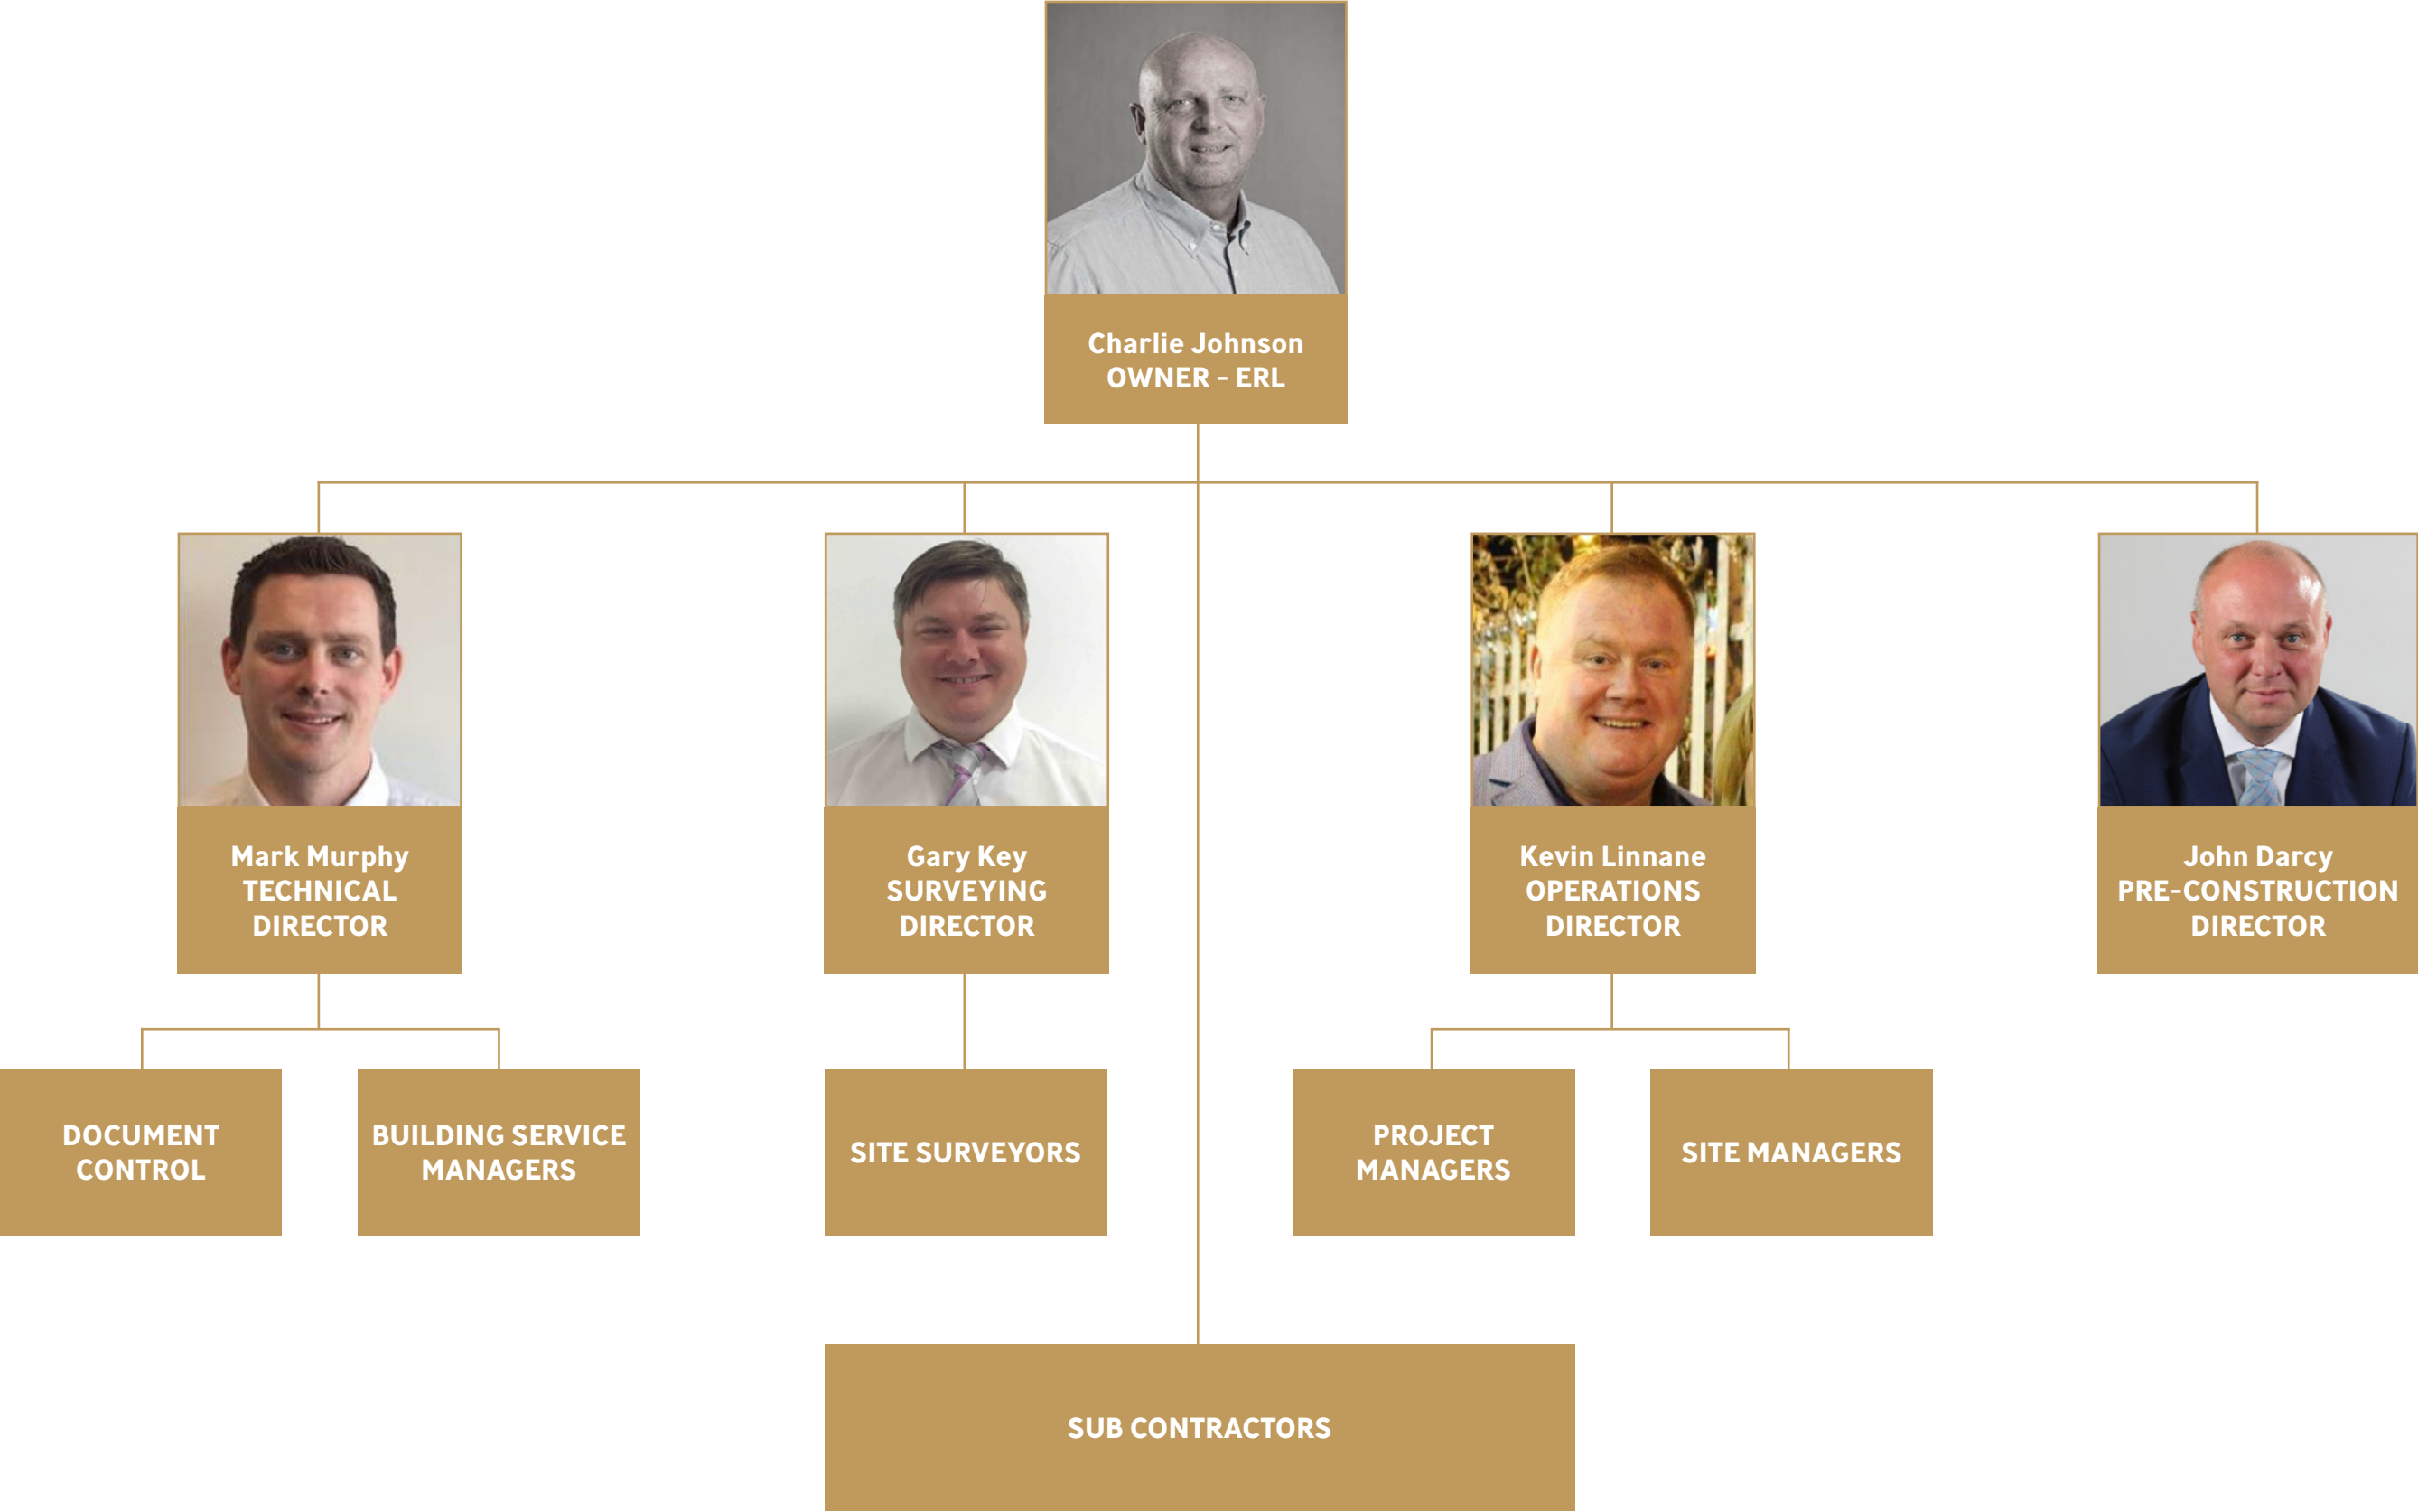 Charlie Johnson
OWNER - ERL
Mark Murphy
TECHNICAL
DIRECTOR
Gary Key
SURVEYING
DIRECTOR
Kevin Linnane
OPERATIONS
DIRECTOR
John Darcy
PRE-CONSTRUCTION
DIRECTOR
DOCUMENT
CONTROL
BUILDING SERVICE
MANAGERS
SITE SURVEYORS
PROJECT
MANAGERS
SITE MANAGERS
SUB CONTRACTORS